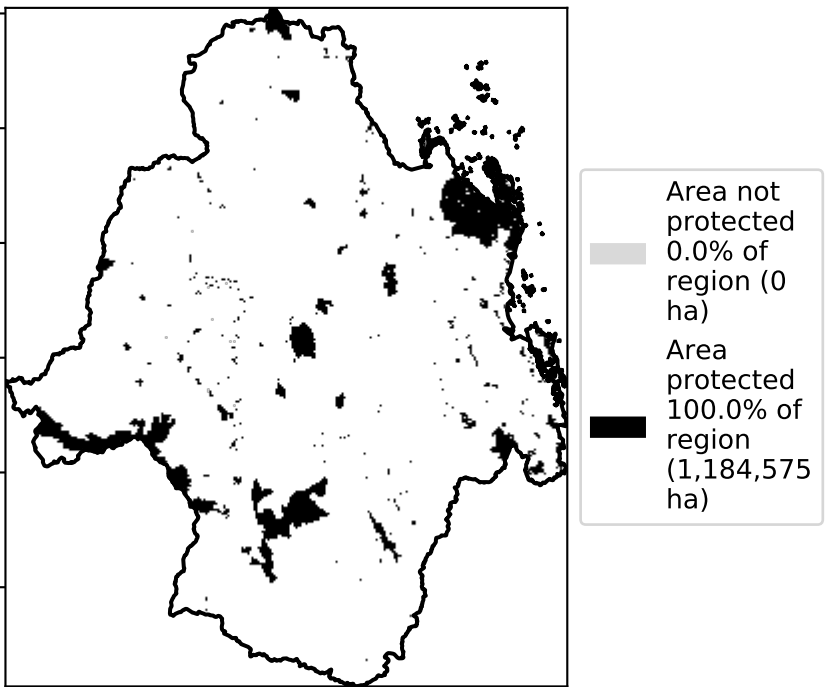 Area not
protected
0.0% of
region (0
ha)
Area
protected
100.0% of
region
(1,184,575
ha)